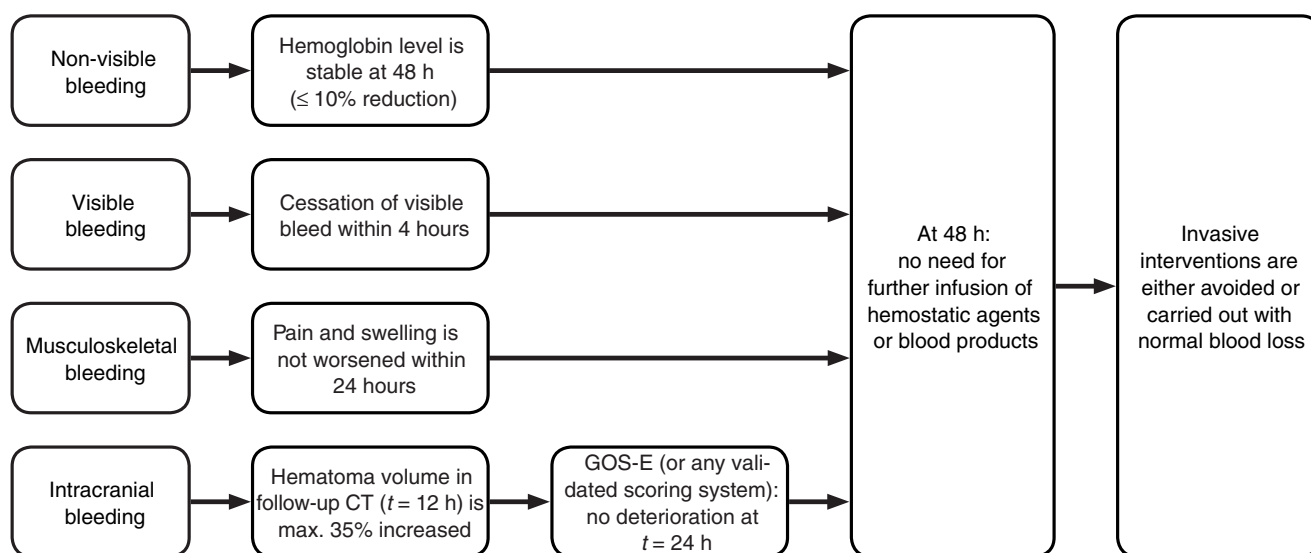 Non-visible
bleeding
Hemoglobin level is
stable at 48 h
(≤ 10% reduction)
Visible
bleeding
Cessation of visible
bleed within 4 hours
Musculoskeletal
bleeding
Pain and swelling is
not worsened within
24 hours
Intracranial
bleeding
Hematoma volume in
follow-up CT (t = 12 h) is
max. 35% increased
GOS-E (or any vali-
dated scoring system):
no deterioration at
t = 24 h
At 48 h:
no need for
further infusion of
hemostatic agents
or blood products
Invasive
interventions are
either avoided or
carried out with
normal blood loss